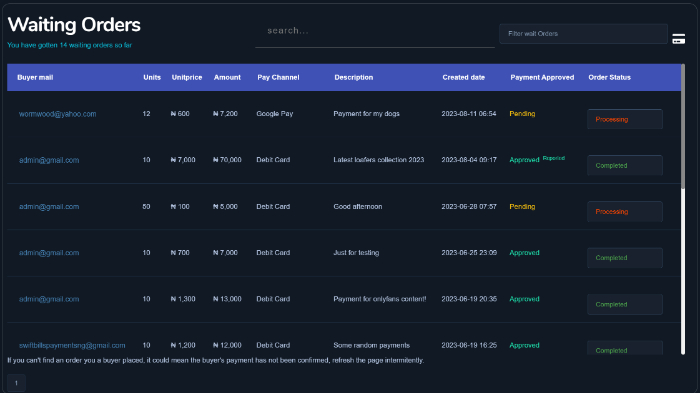 Waiting Orders
You have gotten 14 waiting orders so far
search...
Filter wait Orders
Buyer mail Units Unitprice Amount Pay Channel Description Created date Payment Approved Order Status
wormwood@yahoo.com 12 ₦ 600 ₦ 7,200 Google Pay Payment for my dogs 2023-08-11 06:54 Pending Processing
admin@gmail.com 10 ₦ 7,000 ₦ 70,000 Debit Card Latest loafers collection 2023 2023-08-04 09:17 Approved Reported Completed
admin@gmail.com 50 ₦ 100 ₦ 5,000 Debit Card Good afternoon 2023-06-28 07:57 Pending Processing
admin@gmail.com 10 ₦ 700 ₦ 7,000 Debit Card Just for testing 2023-06-25 23:09 Approved Completed
admin@gmail.com 10 ₦ 1,300 ₦ 13,000 Debit Card Payment for onlyfans content! 2023-06-19 20:35 Approved Completed
swiftbillspaymentsng@gmail.com 10 ₦ 1,200 ₦ 12,000 Debit Card Some random payments 2023-06-19 16:25 Approved Completed
If you can't find an order you a buyer placed, it could mean the buyer's payment has not been confirmed, refresh the page intermitently.
1